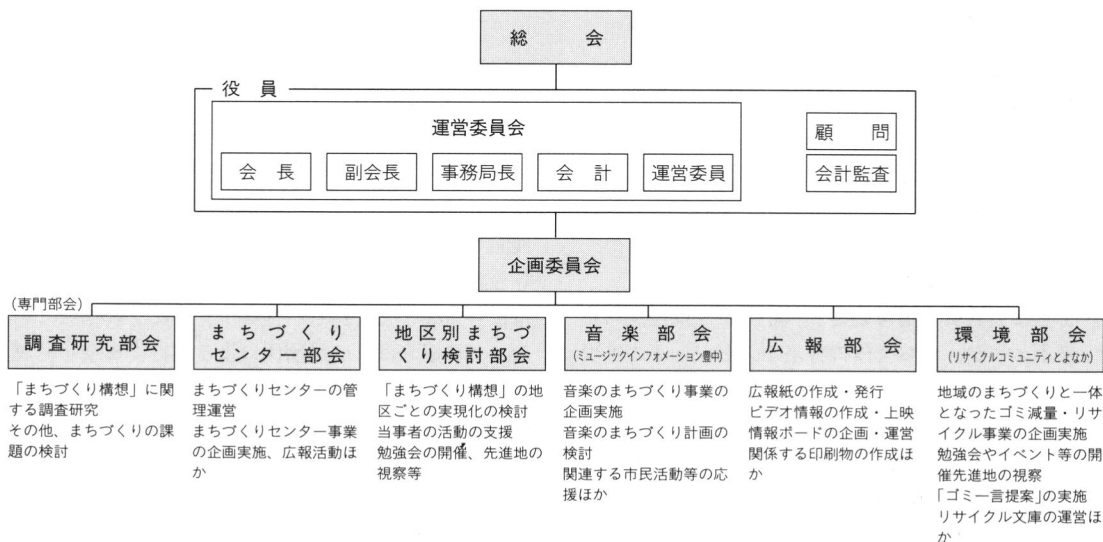 総会
役員
運営委員会
会長
副会長
事務局長
会計
運営委員
顧問
会計監査
企画委員会
(専門部会)
調査研究部会
「まちづくり構想」に関
する調査研究
その他、まちづくりの課
題の検討
まちづくり
センター部会
まちづくりセンターの管
理運営
まちづくりセンター事業
の企画実施、広報活動ほ
か
地区別まちづ
くり検討部会
「まちづくり構想」の地
区ごとの実現化の検討
当事者の活動の支援
勉強会の開催、先進地の
視察等
音楽部会
(ミュージックインフォメーション豊中)
音楽のまちづくり事業の
企画実施
音楽のまちづくり計画の
検討
関連する市民活動等の応
援ほか
広報部会
広報紙の作成・発行
ビデオ情報の作成・上映
情報ボードの企画・運営
関係する印刷物の作成ほ
か
環境部会
(リサイクルコミュニティとよなか)
地域のまちづくりと一体
となったゴミ減量・リサ
イクル事業の企画実施
勉強会やイベント等の開
催先進地の視察
「ゴミ一言提案」の実施
リサイクル文庫の運営ほ
か